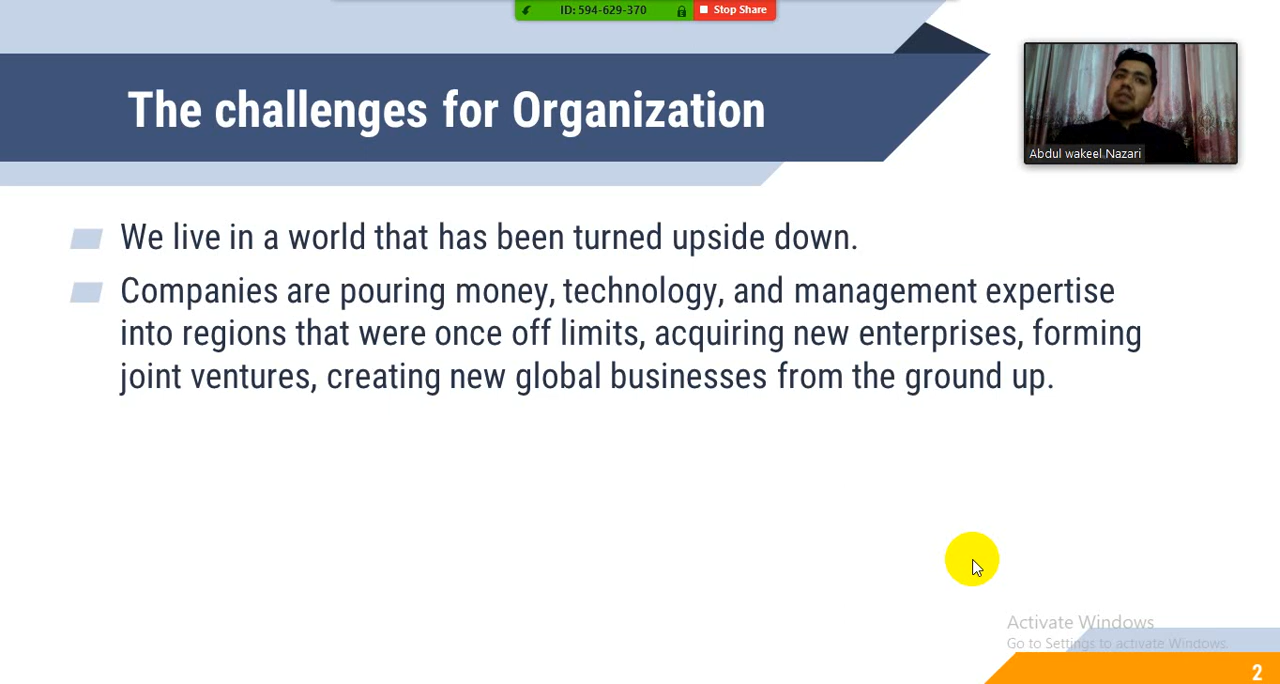 ID: 594-629-370
Stop Share
The challenges for Organization
Abdul wakeel Nazari
We live in a world that has been turned upside down.
Companies are pouring money, technology, and management expertise
into regions that were once off limits, acquiring new enterprises, forming
joint ventures, creating new global businesses from the ground up.
Activate Windows
Go to Settings to activate Windows.
2